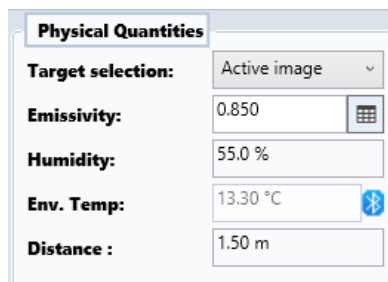 Physical Quantities
Target selection: Active image
Emissivity: 0.850
Humidity: 55.0 %
Env. Temp: 13.30 °C
Distance : 1.50 m